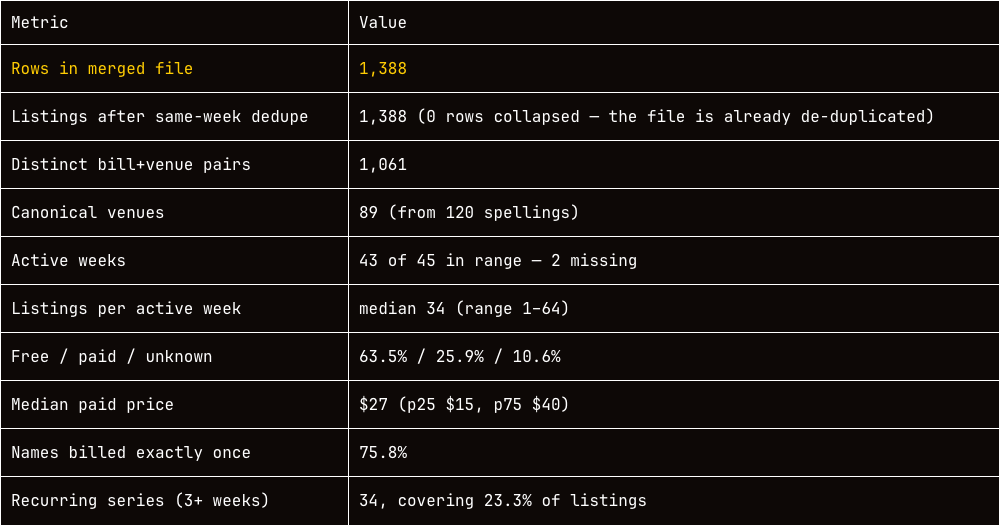 Metric Value
Rows in merged file 1,388
Listings after same-week dedupe 1,388 (0 rows collapsed — the file is already de-duplicated)
Distinct bill+venue pairs 1,061
Canonical venues 89 (from 120 spellings)
Active weeks 43 of 45 in range — 2 missing
Listings per active week median 34 (range 1–64)
Free / paid / unknown 63.5% / 25.9% / 10.6%
Median paid price $27 (p25 $15, p75 $40)
Names billed exactly once 75.8%
Recurring series (3+ weeks) 34, covering 23.3% of listings